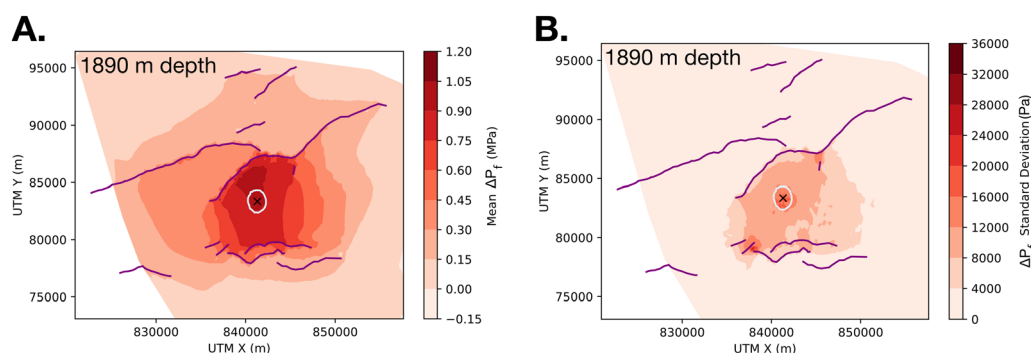 A.
1890 m depth
95000
90000
85000
80000
75000
UTM Y (m)
830000 840000 850000
UTM X (m)
1.20
1.05
0.90
0.75
0.60
0.45
0.30
0.15
0.00
−0.15
Mean ΔP_f (MPa)
B.
1890 m depth
95000
90000
85000
80000
75000
UTM Y (m)
830000 840000 850000
UTM X (m)
36000
32000
28000
24000
20000
16000
12000
8000
4000
0
ΔP_f Standard Deviation(Pa)